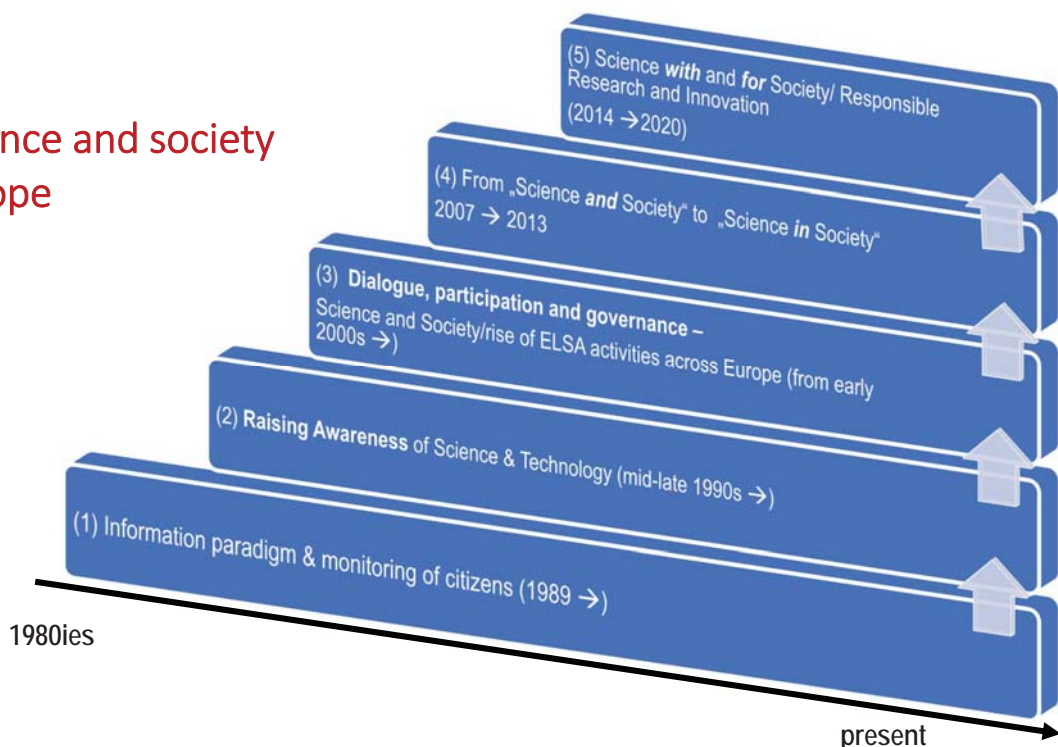 nce and society
ope
(5) Science with and for Society/ Responsible
Research and Innovation
(2014 →2020)
(4) From „Science and Society“ to „Science in Society“
2007 → 2013
(3) Dialogue, participation and governance –
Science and Society/rise of ELSA activities across Europe (from early
2000s →)
(2) Raising Awareness of Science & Technology (mid-late 1990s →)
(1) Information paradigm & monitoring of citizens (1989 →)
1980ies
present